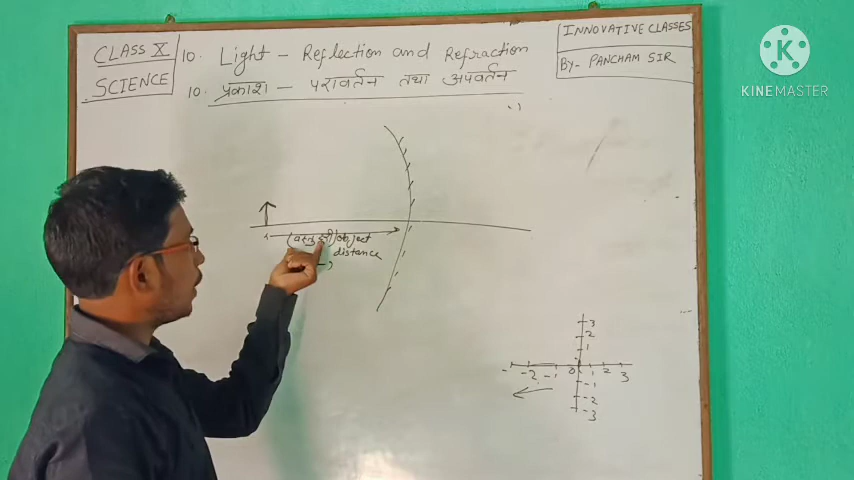 CLASS X
SCIENCE
10. Light - Reflection and Refraction
10. प्रकाश - परावर्तन तथा अपवर्तन
INNOVATIVE CLASSES
BY- PANCHAM SIR
KINEMASTER
(वस्तु दूरी) object
distance
3
2
1
-2 -1 0 1 2 3
-1
-2
-3